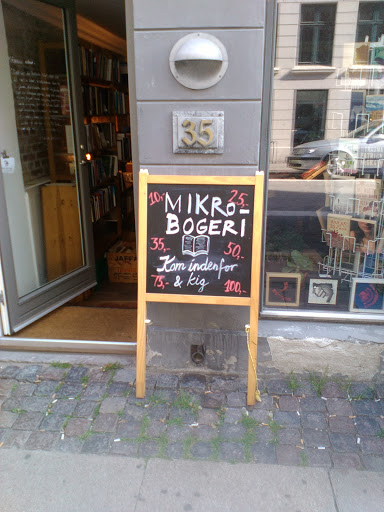 35
10,- 25,-
MIKRO-
BOGERI
35,- 50,-
Kom indenfor
75,- & kig 100,-